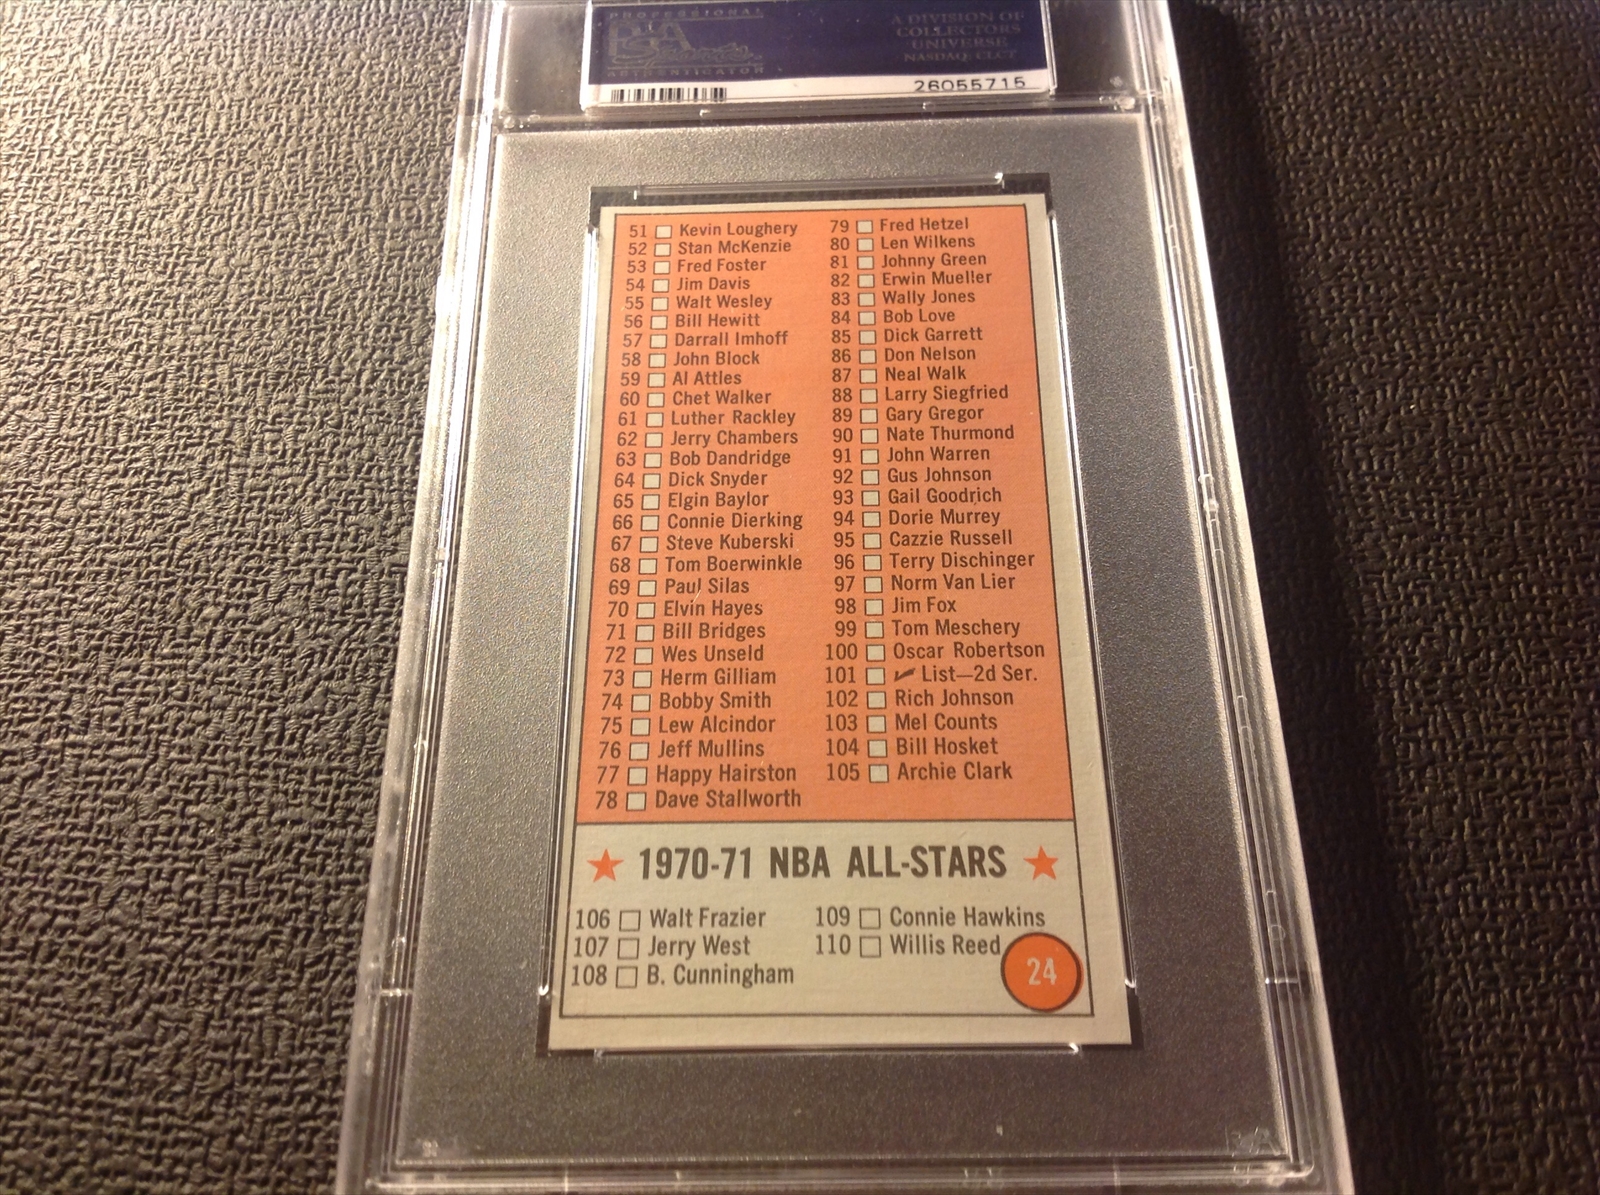 PROFESSIONAL
PSA
Sports
AUTHENTICATOR
A DIVISION OF
COLLECTORS
UNIVERSE
NASDAQ: CLCT
26055715
51 Kevin Loughery
52 Stan McKenzie
53 Fred Foster
54 Jim Davis
55 Walt Wesley
56 Bill Hewitt
57 Darrall Imhoff
58 John Block
59 Al Attles
60 Chet Walker
61 Luther Rackley
62 Jerry Chambers
63 Bob Dandridge
64 Dick Snyder
65 Elgin Baylor
66 Connie Dierking
67 Steve Kuberski
68 Tom Boerwinkle
69 Paul Silas
70 Elvin Hayes
71 Bill Bridges
72 Wes Unseld
73 Herm Gilliam
74 Bobby Smith
75 Lew Alcindor
76 Jeff Mullins
77 Happy Hairston
78 Dave Stallworth
79 Fred Hetzel
80 Len Wilkens
81 Johnny Green
82 Erwin Mueller
83 Wally Jones
84 Bob Love
85 Dick Garrett
86 Don Nelson
87 Neal Walk
88 Larry Siegfried
89 Gary Gregor
90 Nate Thurmond
91 John Warren
92 Gus Johnson
93 Gail Goodrich
94 Dorie Murrey
95 Cazzie Russell
96 Terry Dischinger
97 Norm Van Lier
98 Jim Fox
99 Tom Meschery
100 Oscar Robertson
101 List—2d Ser.
102 Rich Johnson
103 Mel Counts
104 Bill Hosket
105 Archie Clark
1970-71 NBA ALL-STARS
106 Walt Frazier
107 Jerry West
108 B. Cunningham
109 Connie Hawkins
110 Willis Reed
24